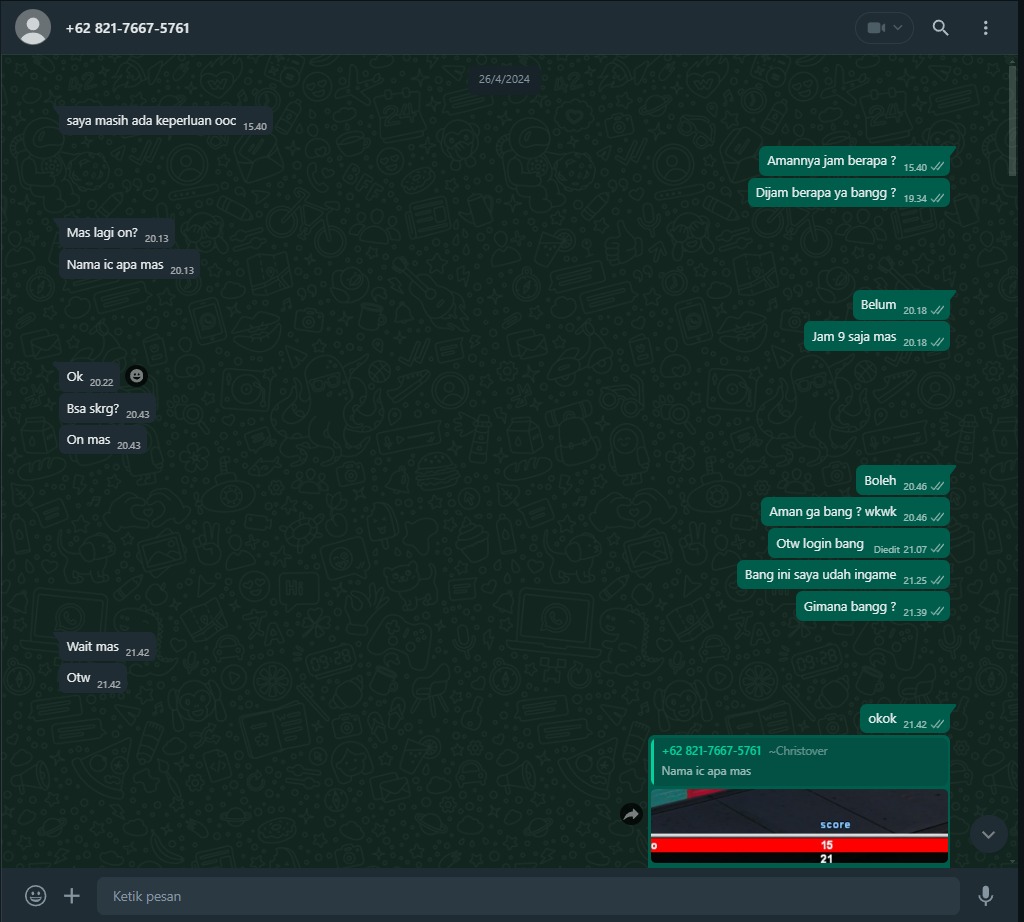 +62 821-7667-5761
26/4/2024
saya masih ada keperluan ooc 15.40
Amannya jam berapa ? 15.40
Dijam berapa ya bangg ? 19.34
Mas lagi on? 20.13
Nama ic apa mas 20.13
Belum 20.18
Jam 9 saja mas 20.18
Ok 20.22
Bsa skrg? 20.43
On mas 20.43
Boleh 20.46
Aman ga bang ? wkwk 20.46
Otw login bang Diedit 21.07
Bang ini saya udah ingame 21.25
Gimana bangg ? 21.39
Wait mas 21.42
Otw 21.42
okok 21.42
+62 821-7667-5761 ~Christover
Nama ic apa mas
score
o 15
21
Ketik pesan